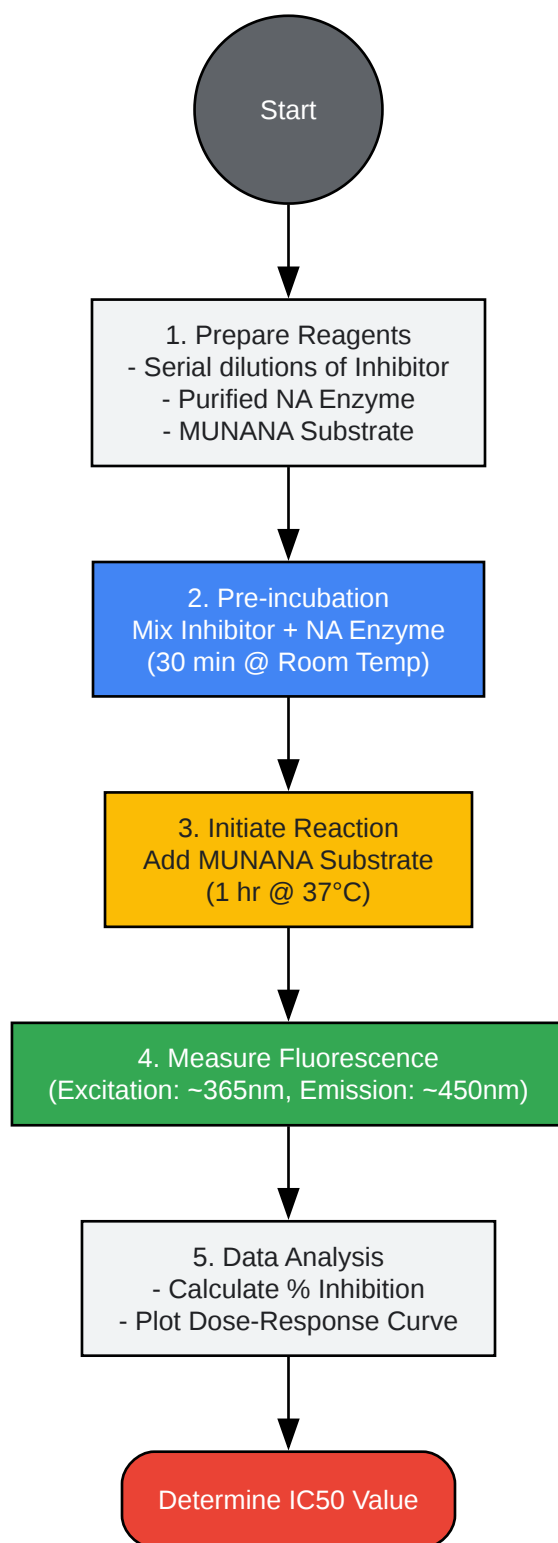 Start
1. Prepare Reagents
- Serial dilutions of Inhibitor
- Purified NA Enzyme
- MUNANA Substrate
2. Pre-incubation
Mix Inhibitor + NA Enzyme
(30 min @ Room Temp)
3. Initiate Reaction
Add MUNANA Substrate
(1 hr @ 37°C)
4. Measure Fluorescence
(Excitation: ~365nm, Emission: ~450nm)
5. Data Analysis
- Calculate % Inhibition
- Plot Dose-Response Curve
Determine IC50 Value